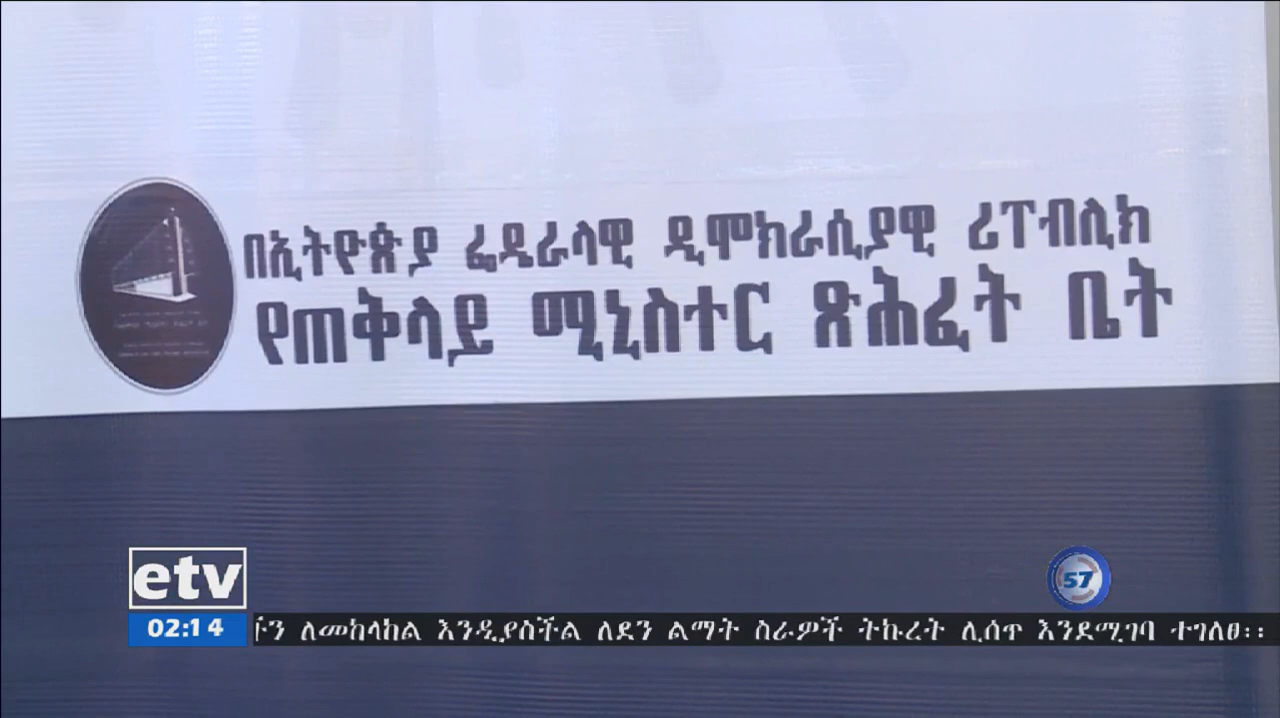 በኢትዮጵያ ፌዴራላዊ ዲሞክራሲያዊ ሪፐብሊክ
የጠቅላይ ሚኒስተር ጽሕፈት ቤት
etv
57
02:14
ለመከላከል እንዲያስችል ለደን ልማት ስራዎች ትኩረት ሊሰጥ እንደሚገባ ተገለፀ፡፡